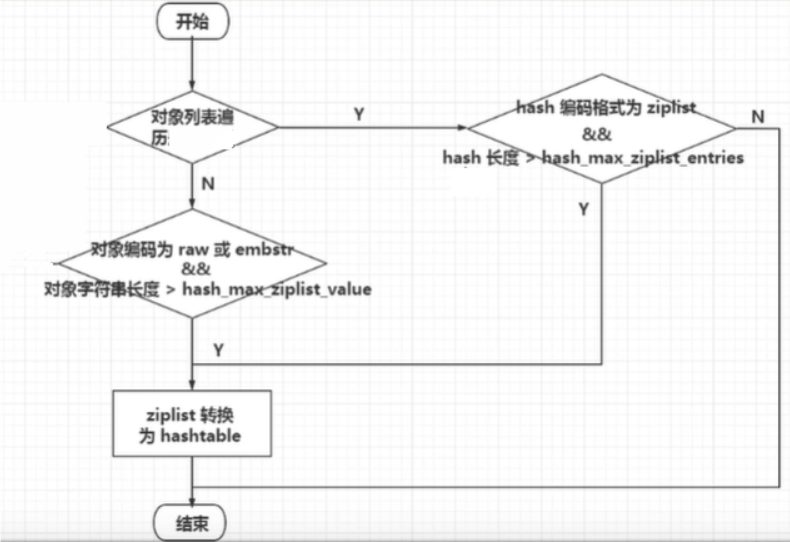 开始
对象列表遍
历
Y
hash 编码格式为 ziplist
&&
hash 长度 > hash_max_ziplist_entries
N
N
Y
对象编码为 raw 或 embstr
&&
对象字符串长度 > hash_max_ziplist_value
Y
ziplist 转换
为 hashtable
结束